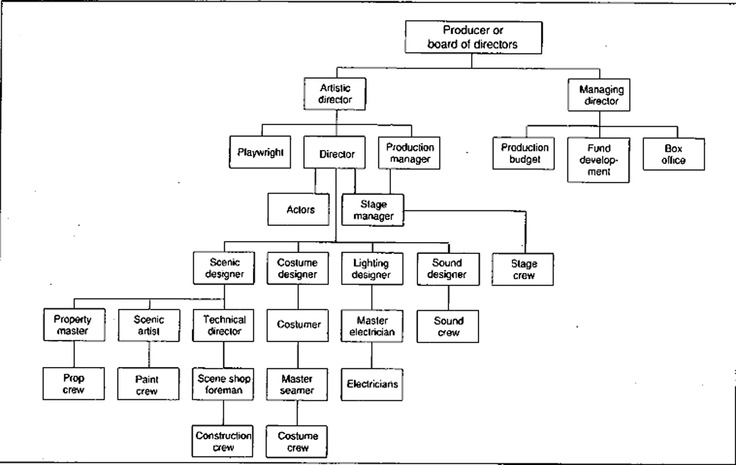 Producer or
board of directors
Artistic
director
Managing
director
Playwright
Director
Production
manager
Production
budget
Fund
develop-
ment
Box
office
Actors
Stage
manager
Scenic
designer
Costume
designer
Lighting
designer
Sound
designer
Stage
crew
Property
master
Scenic
artist
Technical
director
Costumer
Master
electrician
Sound
crew
Prop
crew
Paint
crew
Scene shop
foreman
Master
seamer
Electricians
Construction
crew
Costume
crew